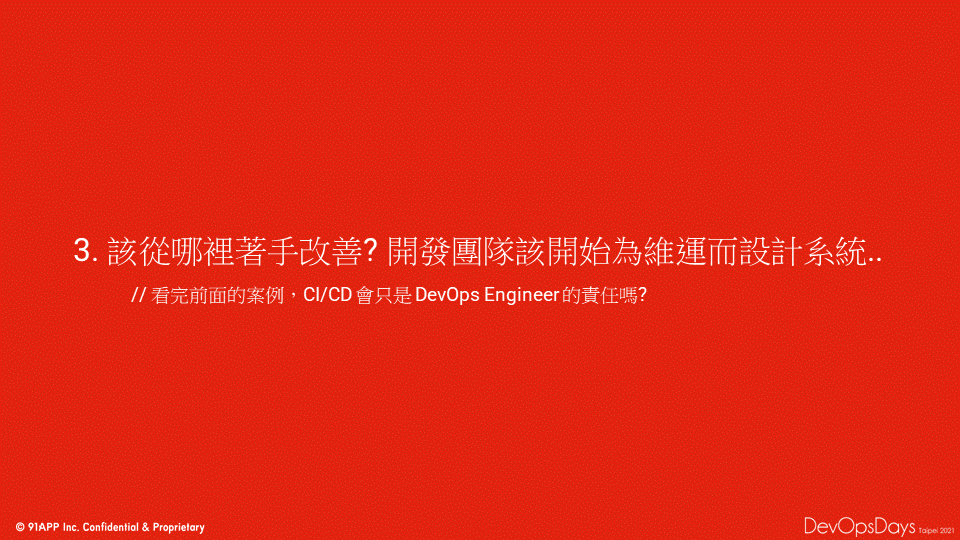 3. 該從哪裡著手改善? 開發團隊該開始為維運而設計系統..
// 看完前面的案例，CI/CD 會只是 DevOps Engineer 的責任嗎?
© 91APP Inc. Confidential & Proprietary
DevOpsDays Taipei 2021